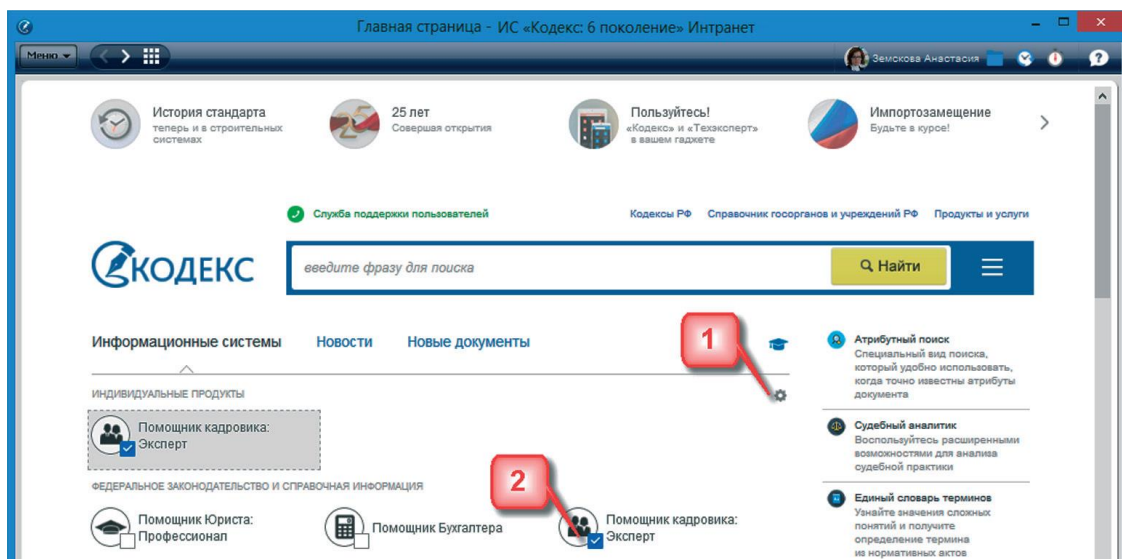 Главная страница - ИС «Кодекс: 6 поколение» Интранет
Меню
Земскова Анастасия
История стандарта
теперь и в строительных
системах
25 лет
Совершая открытия
Пользуйтесь!
«Кодекс» и «Техэксперт»
в вашем гаджете
Импортозамещение
Будьте в курсе!
Служба поддержки пользователей
Кодексы РФ
Справочник госорганов и учреждений РФ
Продукты и услуги
КОДЕКС
введите фразу для поиска
Найти
Информационные системы
Новости
Новые документы
1
ИНДИВИДУАЛЬНЫЕ ПРОДУКТЫ
Помощник кадровика:
Эксперт
ФЕДЕРАЛЬНОЕ ЗАКОНОДАТЕЛЬСТВО И СПРАВОЧНАЯ ИНФОРМАЦИЯ
2
Помощник Юриста:
Профессионал
Помощник Бухгалтера
Помощник кадровика:
Эксперт
Атрибутный поиск
Специальный вид поиска,
который удобно использовать,
когда точно известны атрибуты
документа
Судебный аналитик
Воспользуйтесь расширенными
возможностями для анализа
судебной практики
Единый словарь терминов
Узнайте значения сложных
понятий и получите
определение термина
из нормативных актов